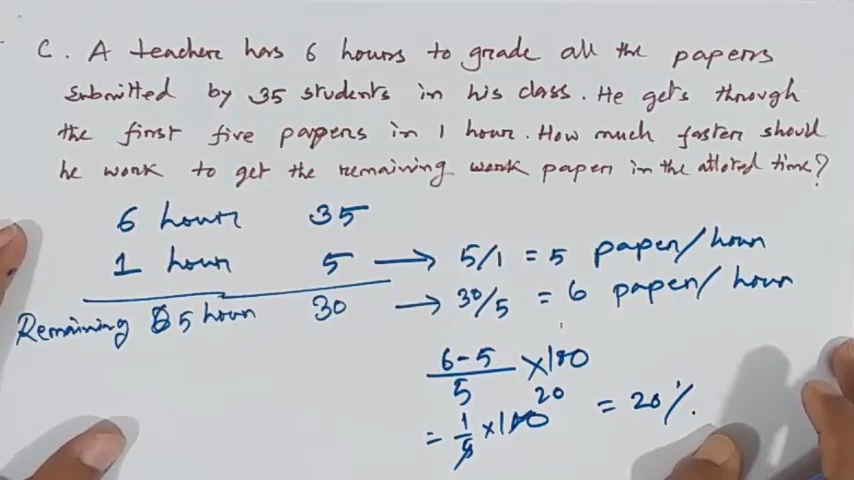 C. A teacher has 6 hours to grade all the papers
submitted by 35 students in his class. He gets through
the first five papers in 1 hour. How much faster should
he work to get the remaining work paper in the alloted time?
6 hour 35
1 hour 5 → 5/1 = 5 paper/hour
Remaining 5 hour 30 → 30/5 = 6 paper/hour
6-5/5 ×100
= 1/5 ×100 20 = 20%.